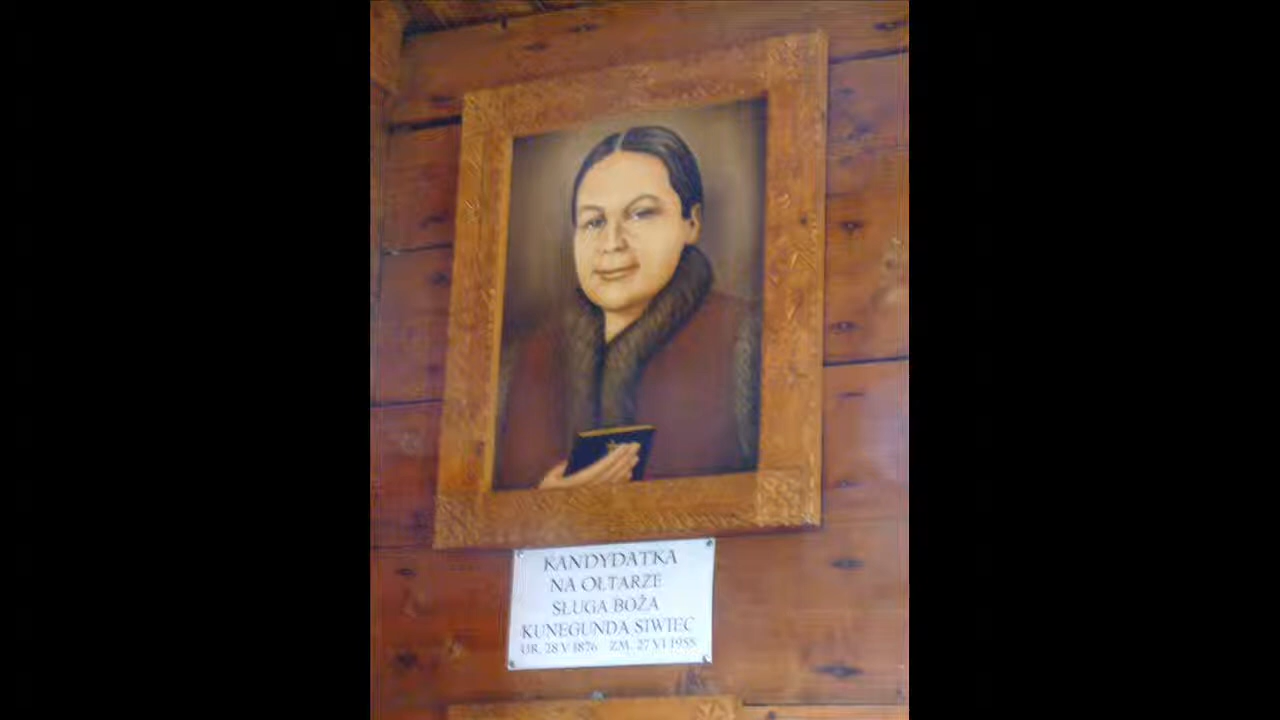 KANDYDATKA
NA OŁTARZE
SŁUGA BOŻA
KUNEGUNDA SIWIEC
UR. 28 V 1876 ZM. 27 VI 1955